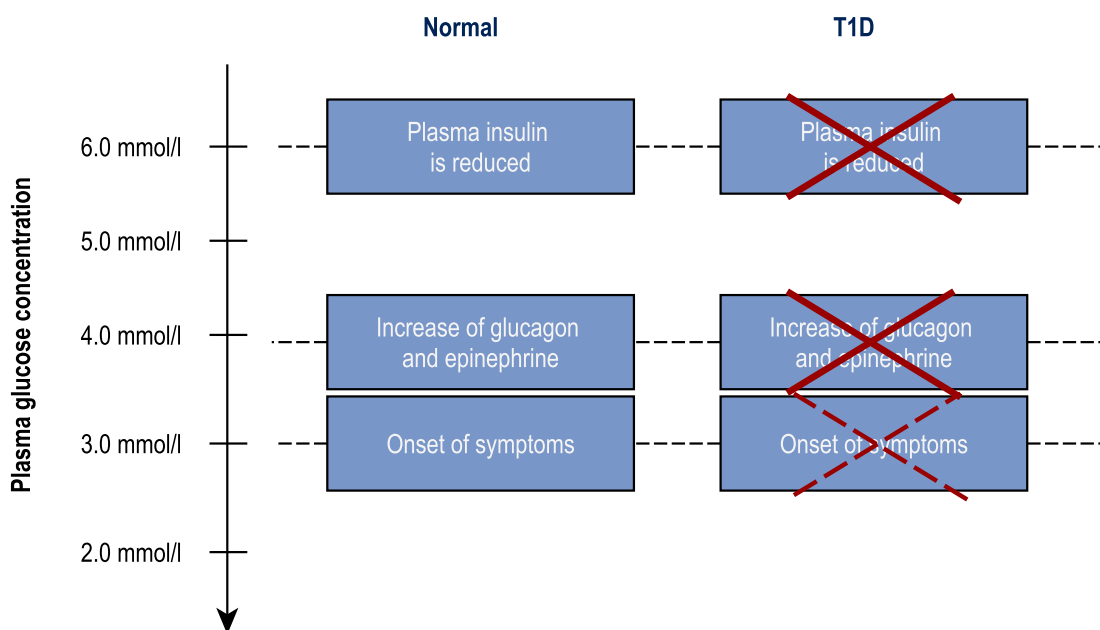 Normal
T1D
Plasma glucose concentration
6.0 mmol/l
Plasma insulin
is reduced
Plasma insulin
is reduced
5.0 mmol/l
4.0 mmol/l
Increase of glucagon
and epinephrine
Increase of glucagon
and epinephrine
3.0 mmol/l
Onset of symptoms
Onset of symptoms
2.0 mmol/l